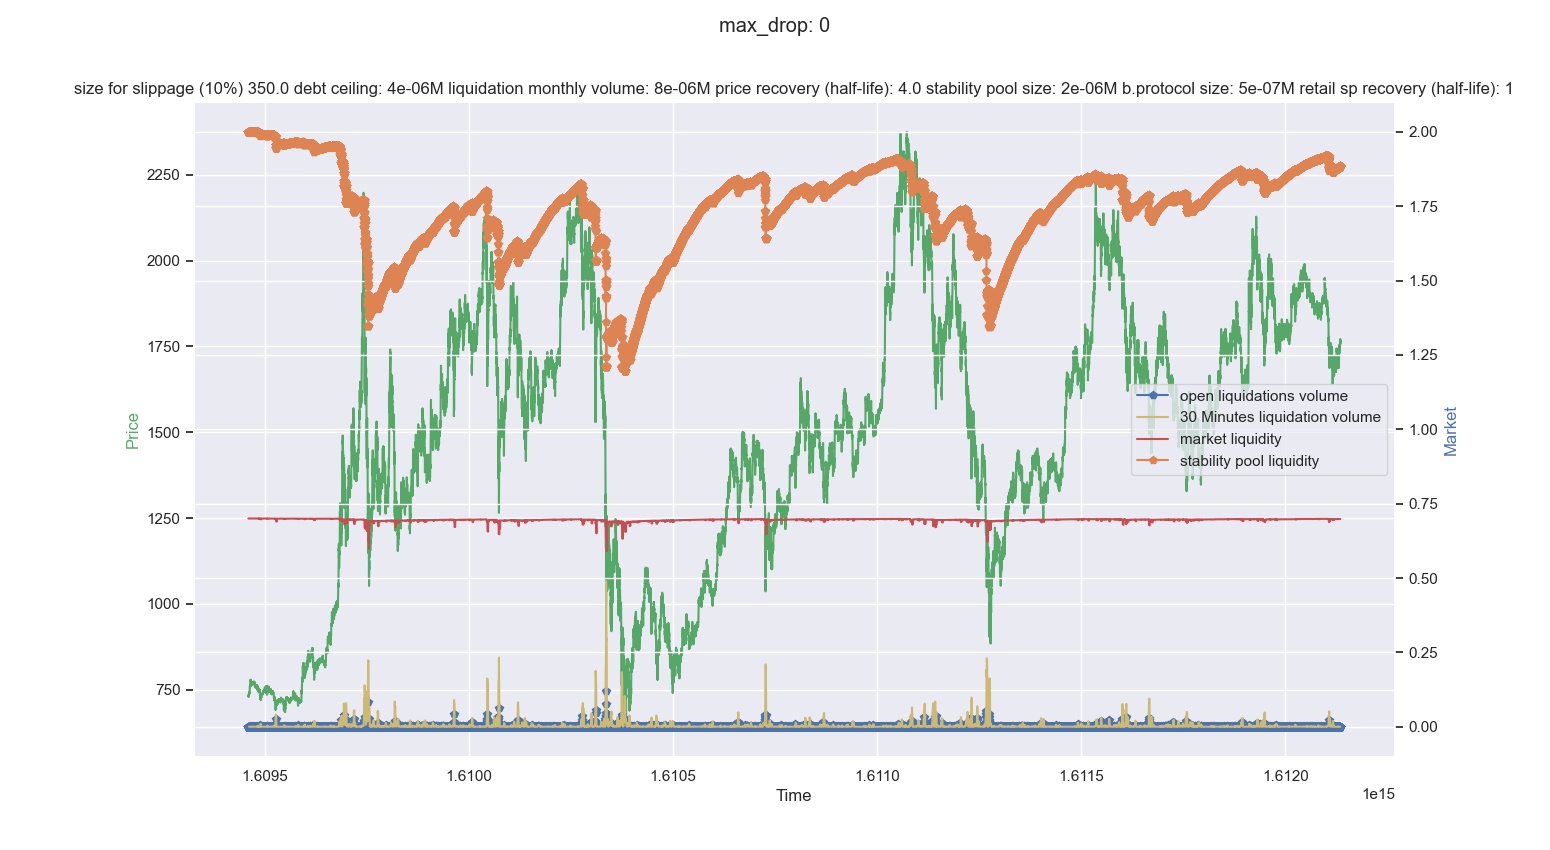 max_drop: 0
size for slippage (10%) 350.0 debt ceiling: 4e-06M liquidation monthly volume: 8e-06M price recovery (half-life): 4.0 stability pool size: 2e-06M b.protocol size: 5e-07M retail sp recovery (half-life): 1
2250
2000
1750
1500
1250
1000
750
Price
2.00
1.75
1.50
1.25
1.00
0.75
0.50
0.25
0.00
Market
open liquidations volume
30 Minutes liquidation volume
market liquidity
stability pool liquidity
1.6095 1.6100 1.6105 1.6110 1.6115 1.6120
1e15
Time